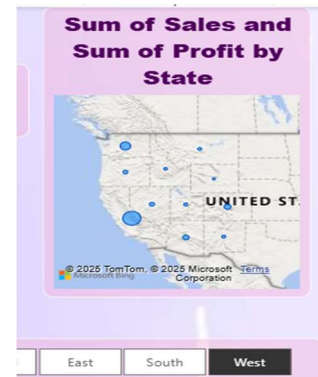 Sum of Sales and
Sum of Profit by
State
UNITED ST
© 2025 TomTom, © 2025 Microsoft Corporation Terms
Microsoft Bing
East
South
West